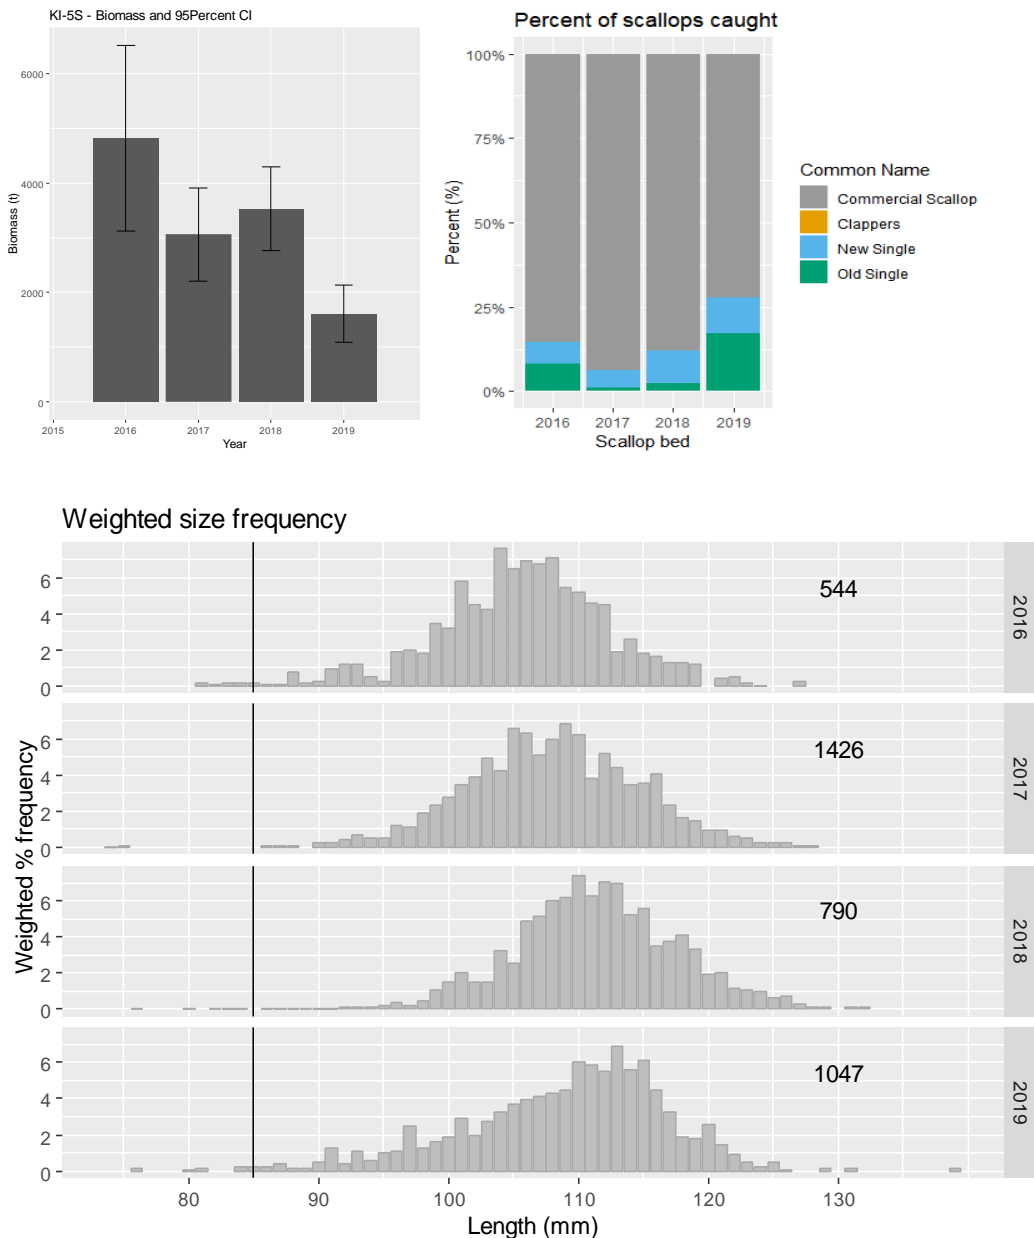 KI-5S - Biomass and 95Percent CI
Biomass (t)
6000
4000
2000
0
2015 2016 2017 2018 2019
Year
Percent of scallops caught
Percent (%)
100%
75%
50%
25%
0%
2016 2017 2018 2019
Scallop bed
Common Name
Commercial Scallop
Clappers
New Single
Old Single
Weighted size frequency
Weighted % frequency
6
4
2
0
544
2016
6
4
2
0
1426
2017
6
4
2
0
790
2018
6
4
2
0
1047
2019
80 90 100 110 120 130
Length (mm)